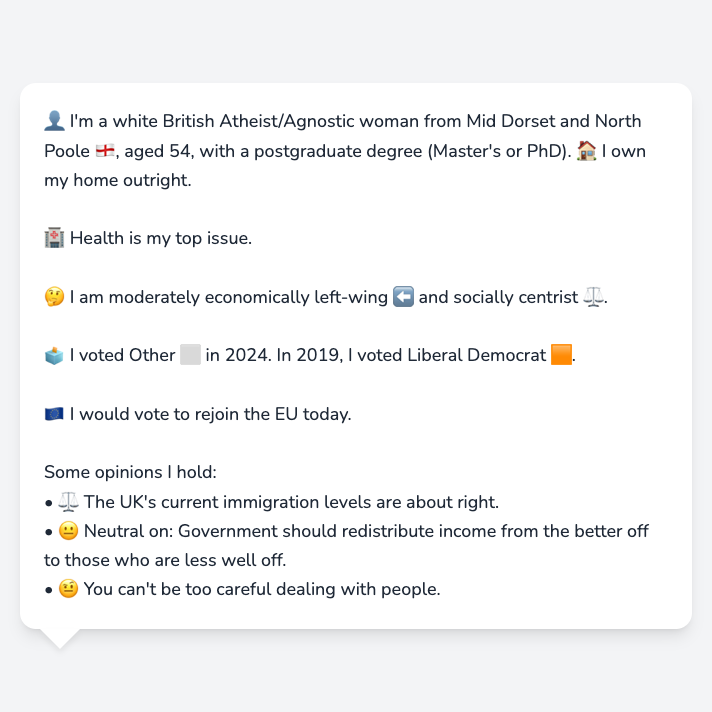 👤 I'm a white British Atheist/Agnostic woman from Mid Dorset and North
Poole 🏴󠁧󠁢󠁥󠁮󠁧󠁿, aged 54, with a postgraduate degree (Master's or PhD). 🏠 I own
my home outright.
🏥 Health is my top issue.
🤔 I am moderately economically left-wing ⬅️ and socially centrist ⚖️.
🗳️ I voted Other ⬜ in 2024. In 2019, I voted Liberal Democrat 🟧.
🇪🇺 I would vote to rejoin the EU today.
Some opinions I hold:
• ⚖️ The UK's current immigration levels are about right.
• 😐 Neutral on: Government should redistribute income from the better off
to those who are less well off.
• 🤨 You can't be too careful dealing with people.